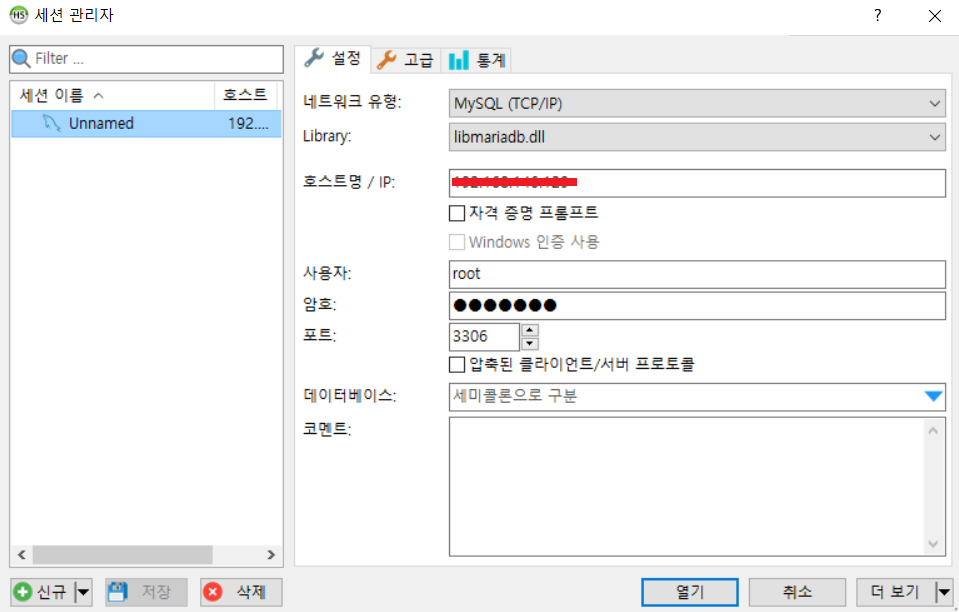 HS 세션 관리자
?
Filter ...
세션 이름 호스트
Unnamed 192....
설정 고급 통계
네트워크 유형: MySQL (TCP/IP)
Library: libmariadb.dll
호스트명 / IP:
자격 증명 프롬프트
Windows 인증 사용
사용자: root
암호: ●●●●●●●
포트: 3306
압축된 클라이언트/서버 프로토콜
데이터베이스: 세미콜론으로 구분
코멘트:
신규 저장 삭제 열기 취소 더 보기